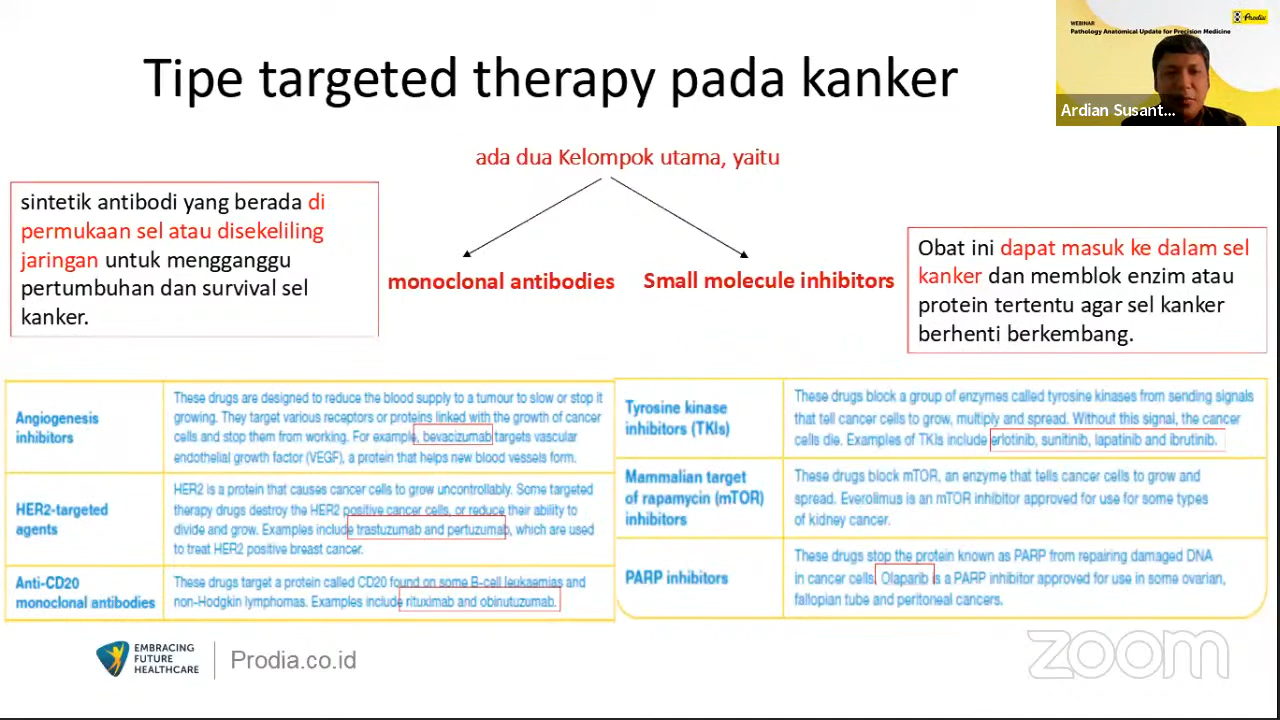 WEBINAR
Pathology Anatomical Update for Precision Medicine
Prodia
Ardian Susant...
Tipe targeted therapy pada kanker
ada dua Kelompok utama, yaitu
sintetik antibodi yang berada di
permukaan sel atau disekeliling
jaringan untuk mengganggu
pertumbuhan dan survival sel
kanker.
monoclonal antibodies
Small molecule inhibitors
Obat ini dapat masuk ke dalam sel
kanker dan memblok enzim atau
protein tertentu agar sel kanker
berhenti berkembang.
Angiogenesis
inhibitors
These drugs are designed to reduce the blood supply to a tumour to slow or stop it
growing. They target various receptors or proteins linked with the growth of cancer
cells and stop them from working. For example, bevacizumab targets vascular
endothelial growth factor (VEGF), a protein that helps new blood vessels form.
HER2-targeted
agents
HER2 is a protein that causes cancer cells to grow uncontrollably. Some targeted
therapy drugs destroy the HER2 positive cancer cells, or reduce their ability to
divide and grow. Examples include trastuzumab and pertuzumab, which are used
to treat HER2 positive breast cancer.
Anti-CD20
monoclonal antibodies
These drugs target a protein called CD20 found on some B-cell leukaemias and
non-Hodgkin lymphomas. Examples include rituximab and obinutuzumab.
Tyrosine kinase
inhibitors (TKIs)
These drugs block a group of enzymes called tyrosine kinases from sending signals
that tell cancer cells to grow, multiply and spread. Without this signal, the cancer
cells die. Examples of TKIs include erlotinib, sunitinib, lapatinib and ibrutinib.
Mammalian target
of rapamycin (mTOR)
inhibitors
These drugs block mTOR, an enzyme that tells cancer cells to grow and
spread. Everolimus is an mTOR inhibitor approved for use for some types
of kidney cancer.
PARP inhibitors
These drugs stop the protein known as PARP from repairing damaged DNA
in cancer cells. Olaparib is a PARP inhibitor approved for use in some ovarian,
fallopian tube and peritoneal cancers.
EMBRACING
FUTURE
HEALTHCARE
Prodia.co.id
zoom